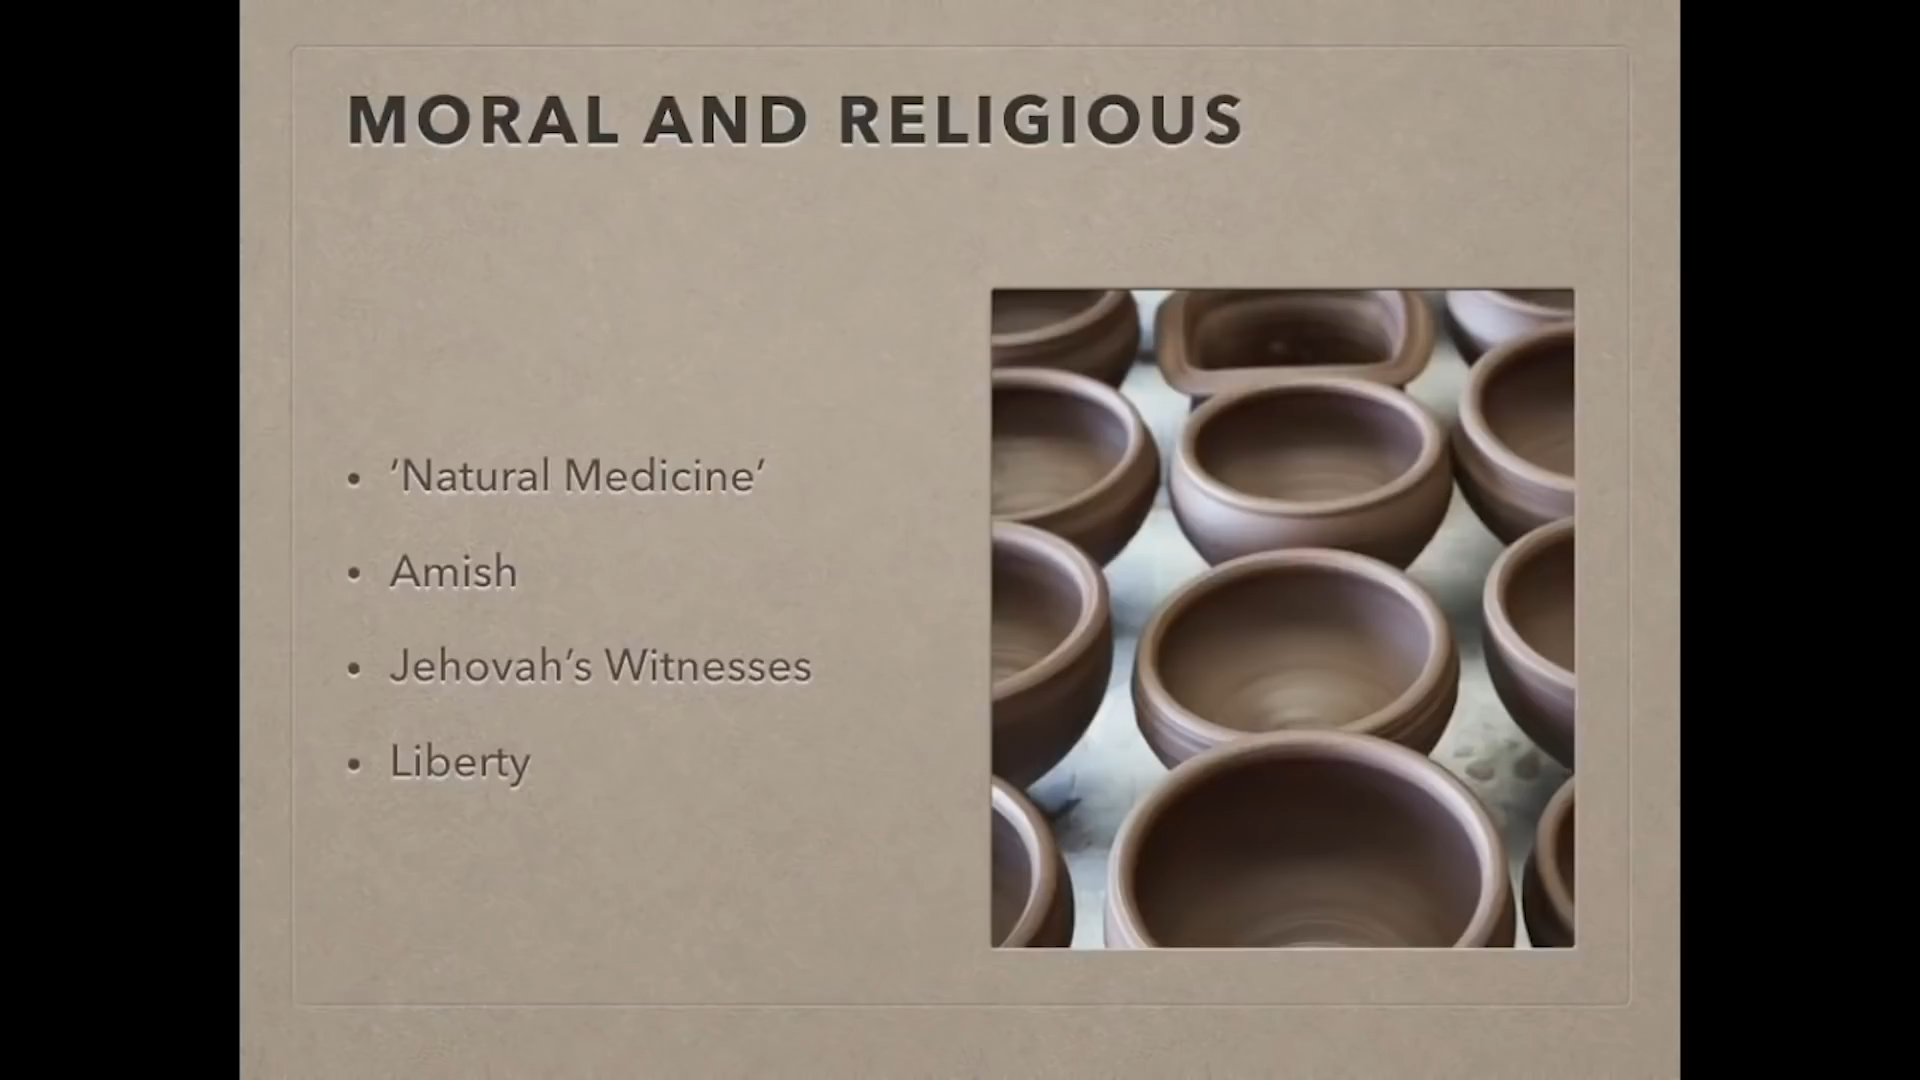 MORAL AND RELIGIOUS
• ’Natural Medicine’
• Amish
• Jehovah’s Witnesses
• Liberty